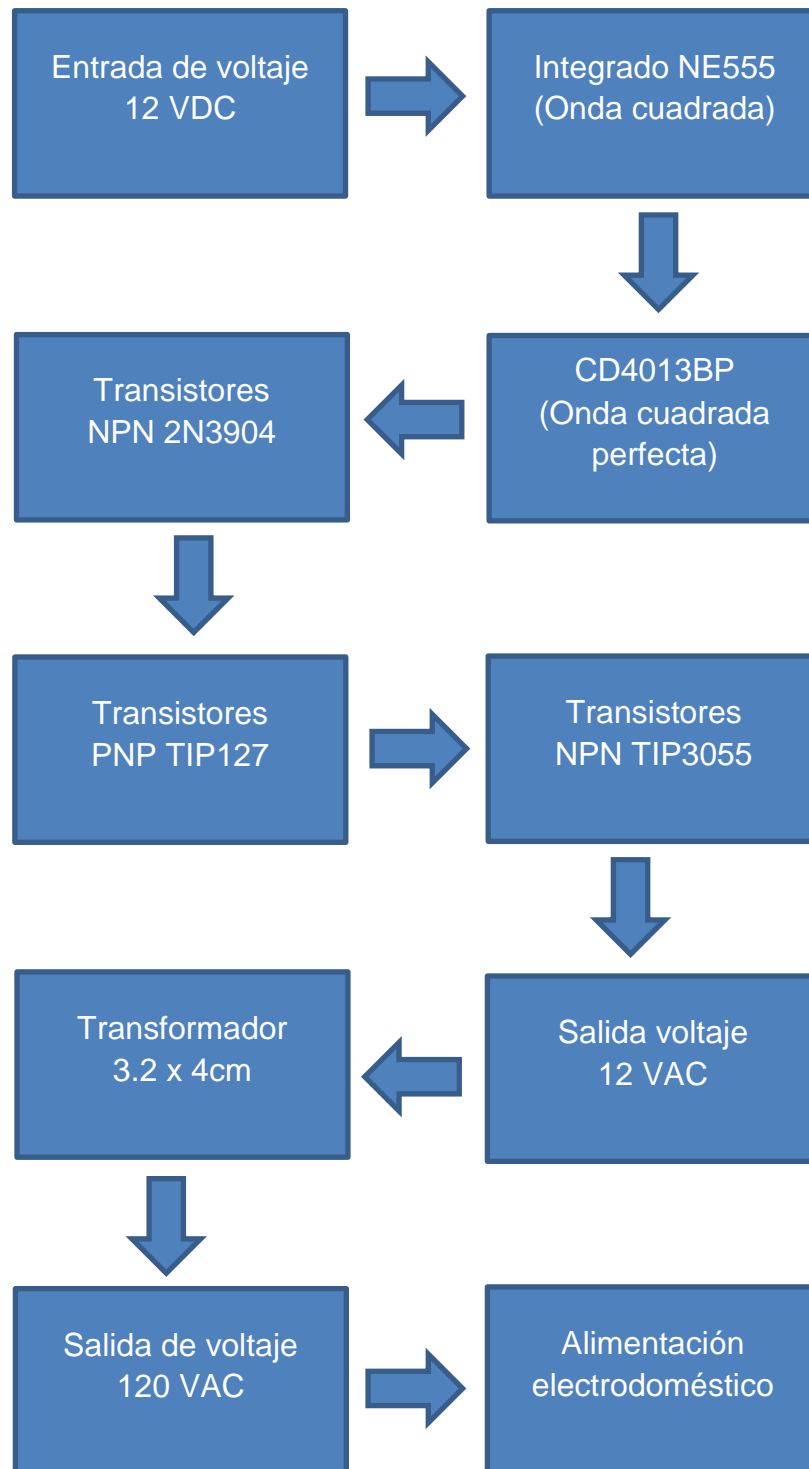 Entrada de voltaje
12 VDC
Integrado NE555
(Onda cuadrada)
CD4013BP
(Onda cuadrada
perfecta)
Transistores
NPN 2N3904
Transistores
PNP TIP127
Transistores
NPN TIP3055
Salida voltaje
12 VAC
Transformador
3.2 x 4cm
Salida de voltaje
120 VAC
Alimentación
electrodoméstico